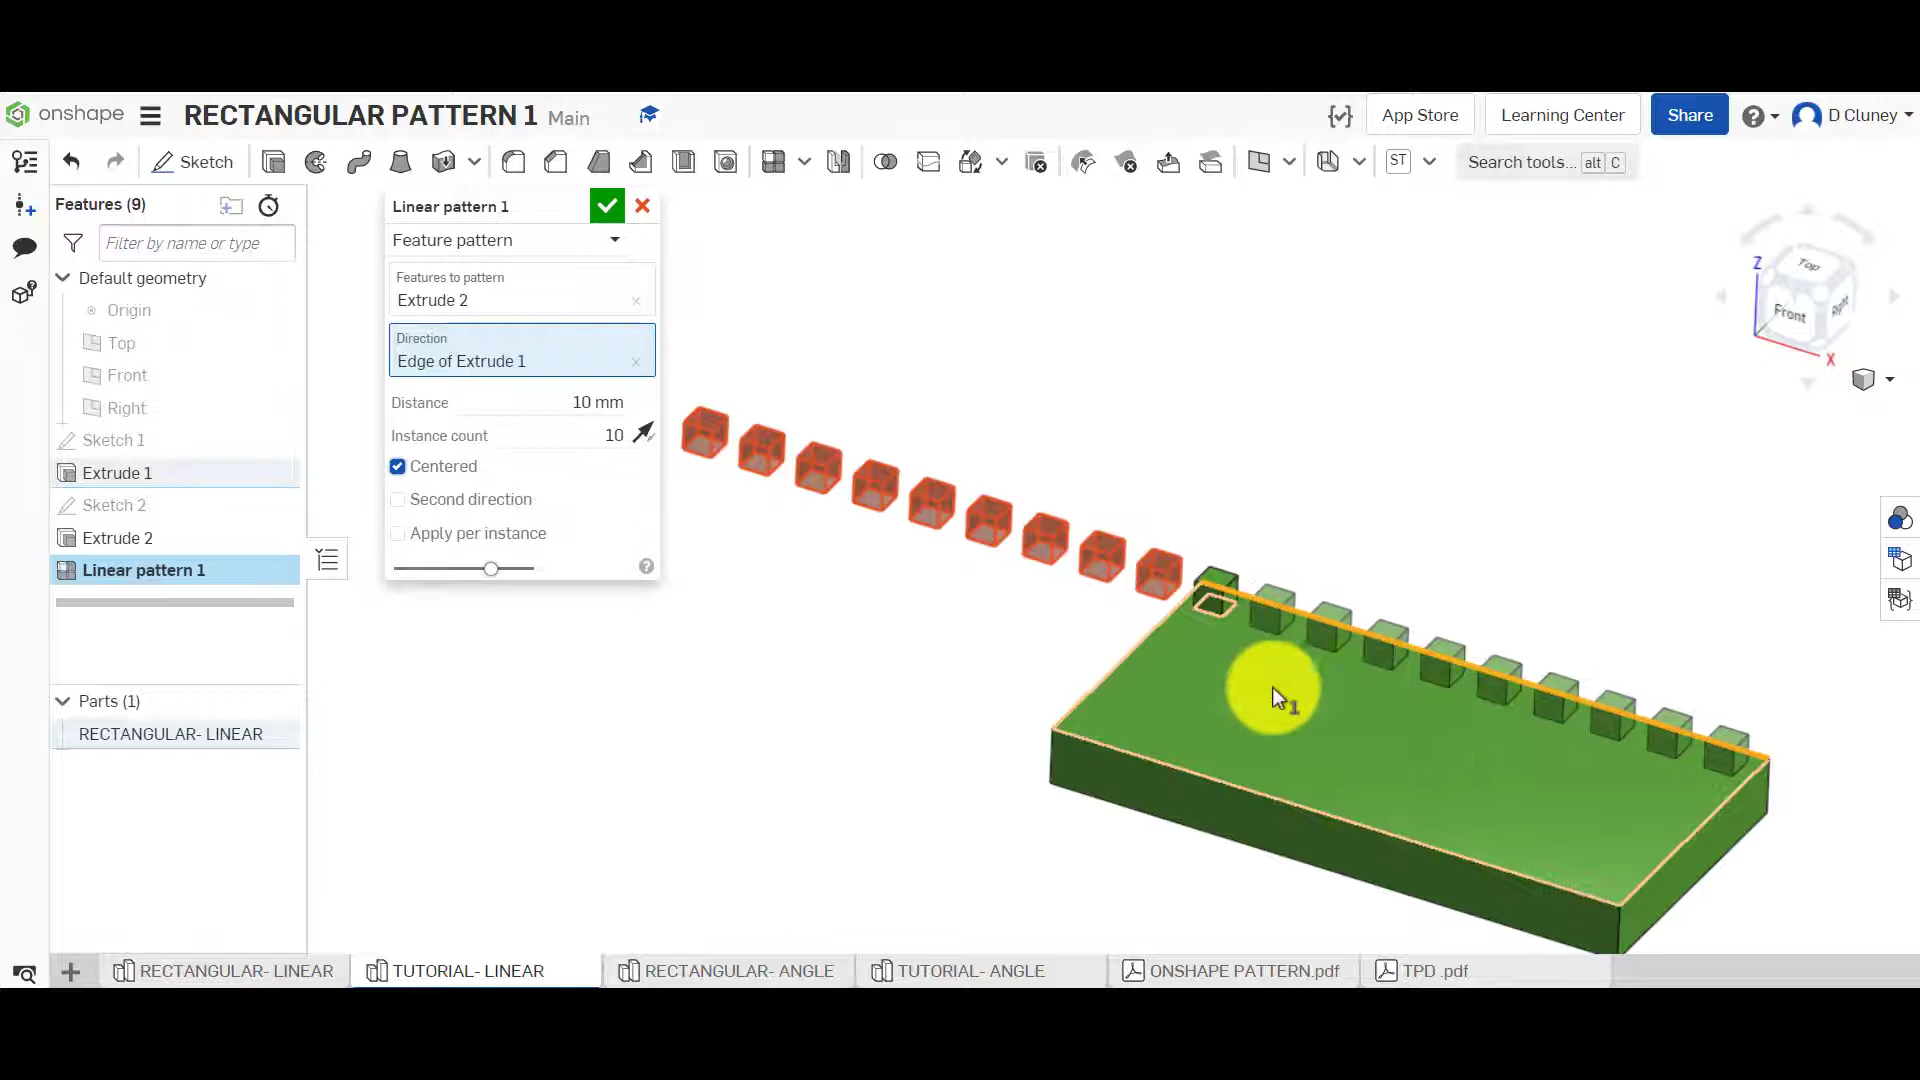 onshape
RECTANGULAR PATTERN 1 Main
App Store
Learning Center
Share
D Cluney
Sketch
ST
Search tools... alt C
Features (9)
Filter by name or type
Default geometry
Origin
Top
Front
Right
Sketch 1
Extrude 1
Sketch 2
Extrude 2
Linear pattern 1
Parts (1)
RECTANGULAR- LINEAR
Linear pattern 1
Feature pattern
Features to pattern
Extrude 2
Direction
Edge of Extrude 1
Distance 10 mm
Instance count 10
Centered
Second direction
Apply per instance
Z
Top
Front
Right
X
1
RECTANGULAR- LINEAR
TUTORIAL- LINEAR
RECTANGULAR- ANGLE
TUTORIAL- ANGLE
ONSHAPE PATTERN.pdf
TPD .pdf